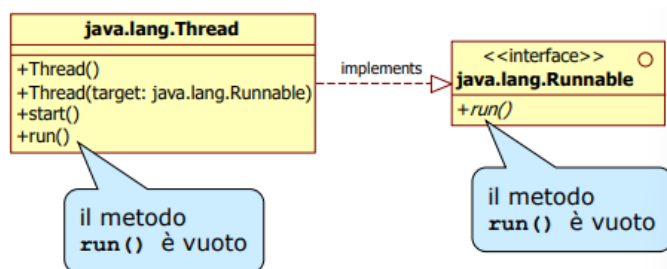 java.lang.Thread
+Thread()
+Thread(target: java.lang.Runnable)
+start()
+run()
implements
<<interface>>
java.lang.Runnable
+run()
il metodo
run() è vuoto
il metodo
run() è vuoto